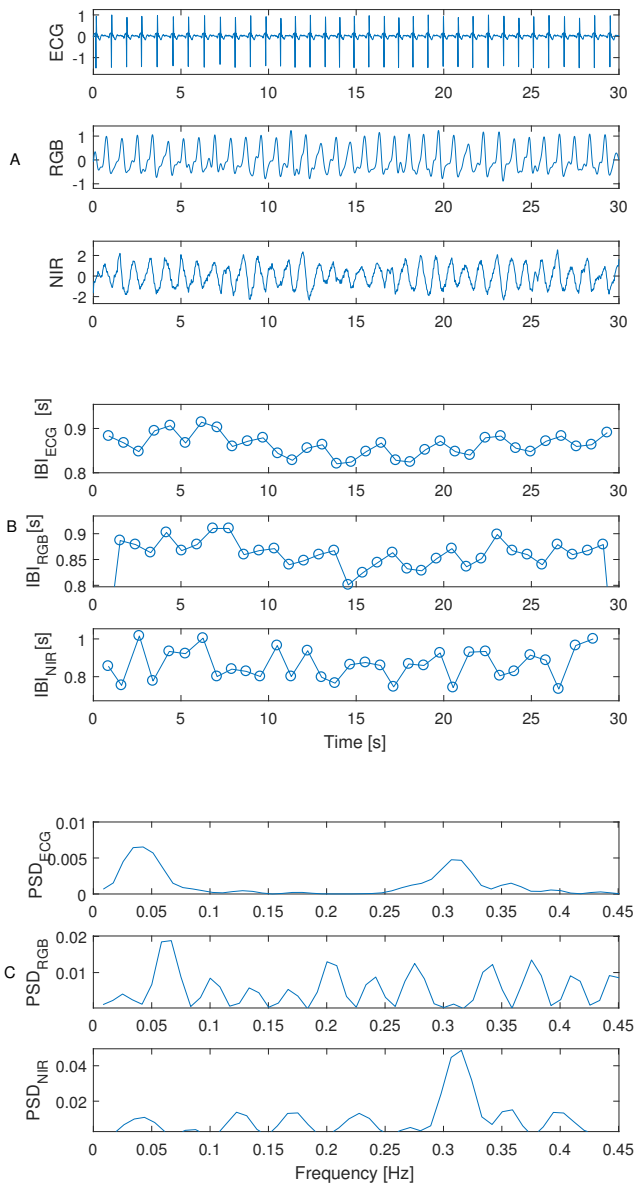 1
0
-1
ECG
0 5 10 15 20 25 30
A
1
0
-1
RGB
0 5 10 15 20 25 30
2
0
-2
NIR
0 5 10 15 20 25 30
0.9
0.8
IBI_ECG [s]
0 5 10 15 20 25 30
B
0.9
0.85
0.8
IBI_RGB [s]
0 5 10 15 20 25 30
1
0.8
IBI_NIR [s]
0 5 10 15 20 25 30
Time [s]
0.01
0.005
0
PSD_ECG
0 0.05 0.1 0.15 0.2 0.25 0.3 0.35 0.4 0.45
C
0.02
0.01
PSD_RGB
0 0.05 0.1 0.15 0.2 0.25 0.3 0.35 0.4 0.45
0.04
0.02
PSD_NIR
0 0.05 0.1 0.15 0.2 0.25 0.3 0.35 0.4 0.45
Frequency [Hz]